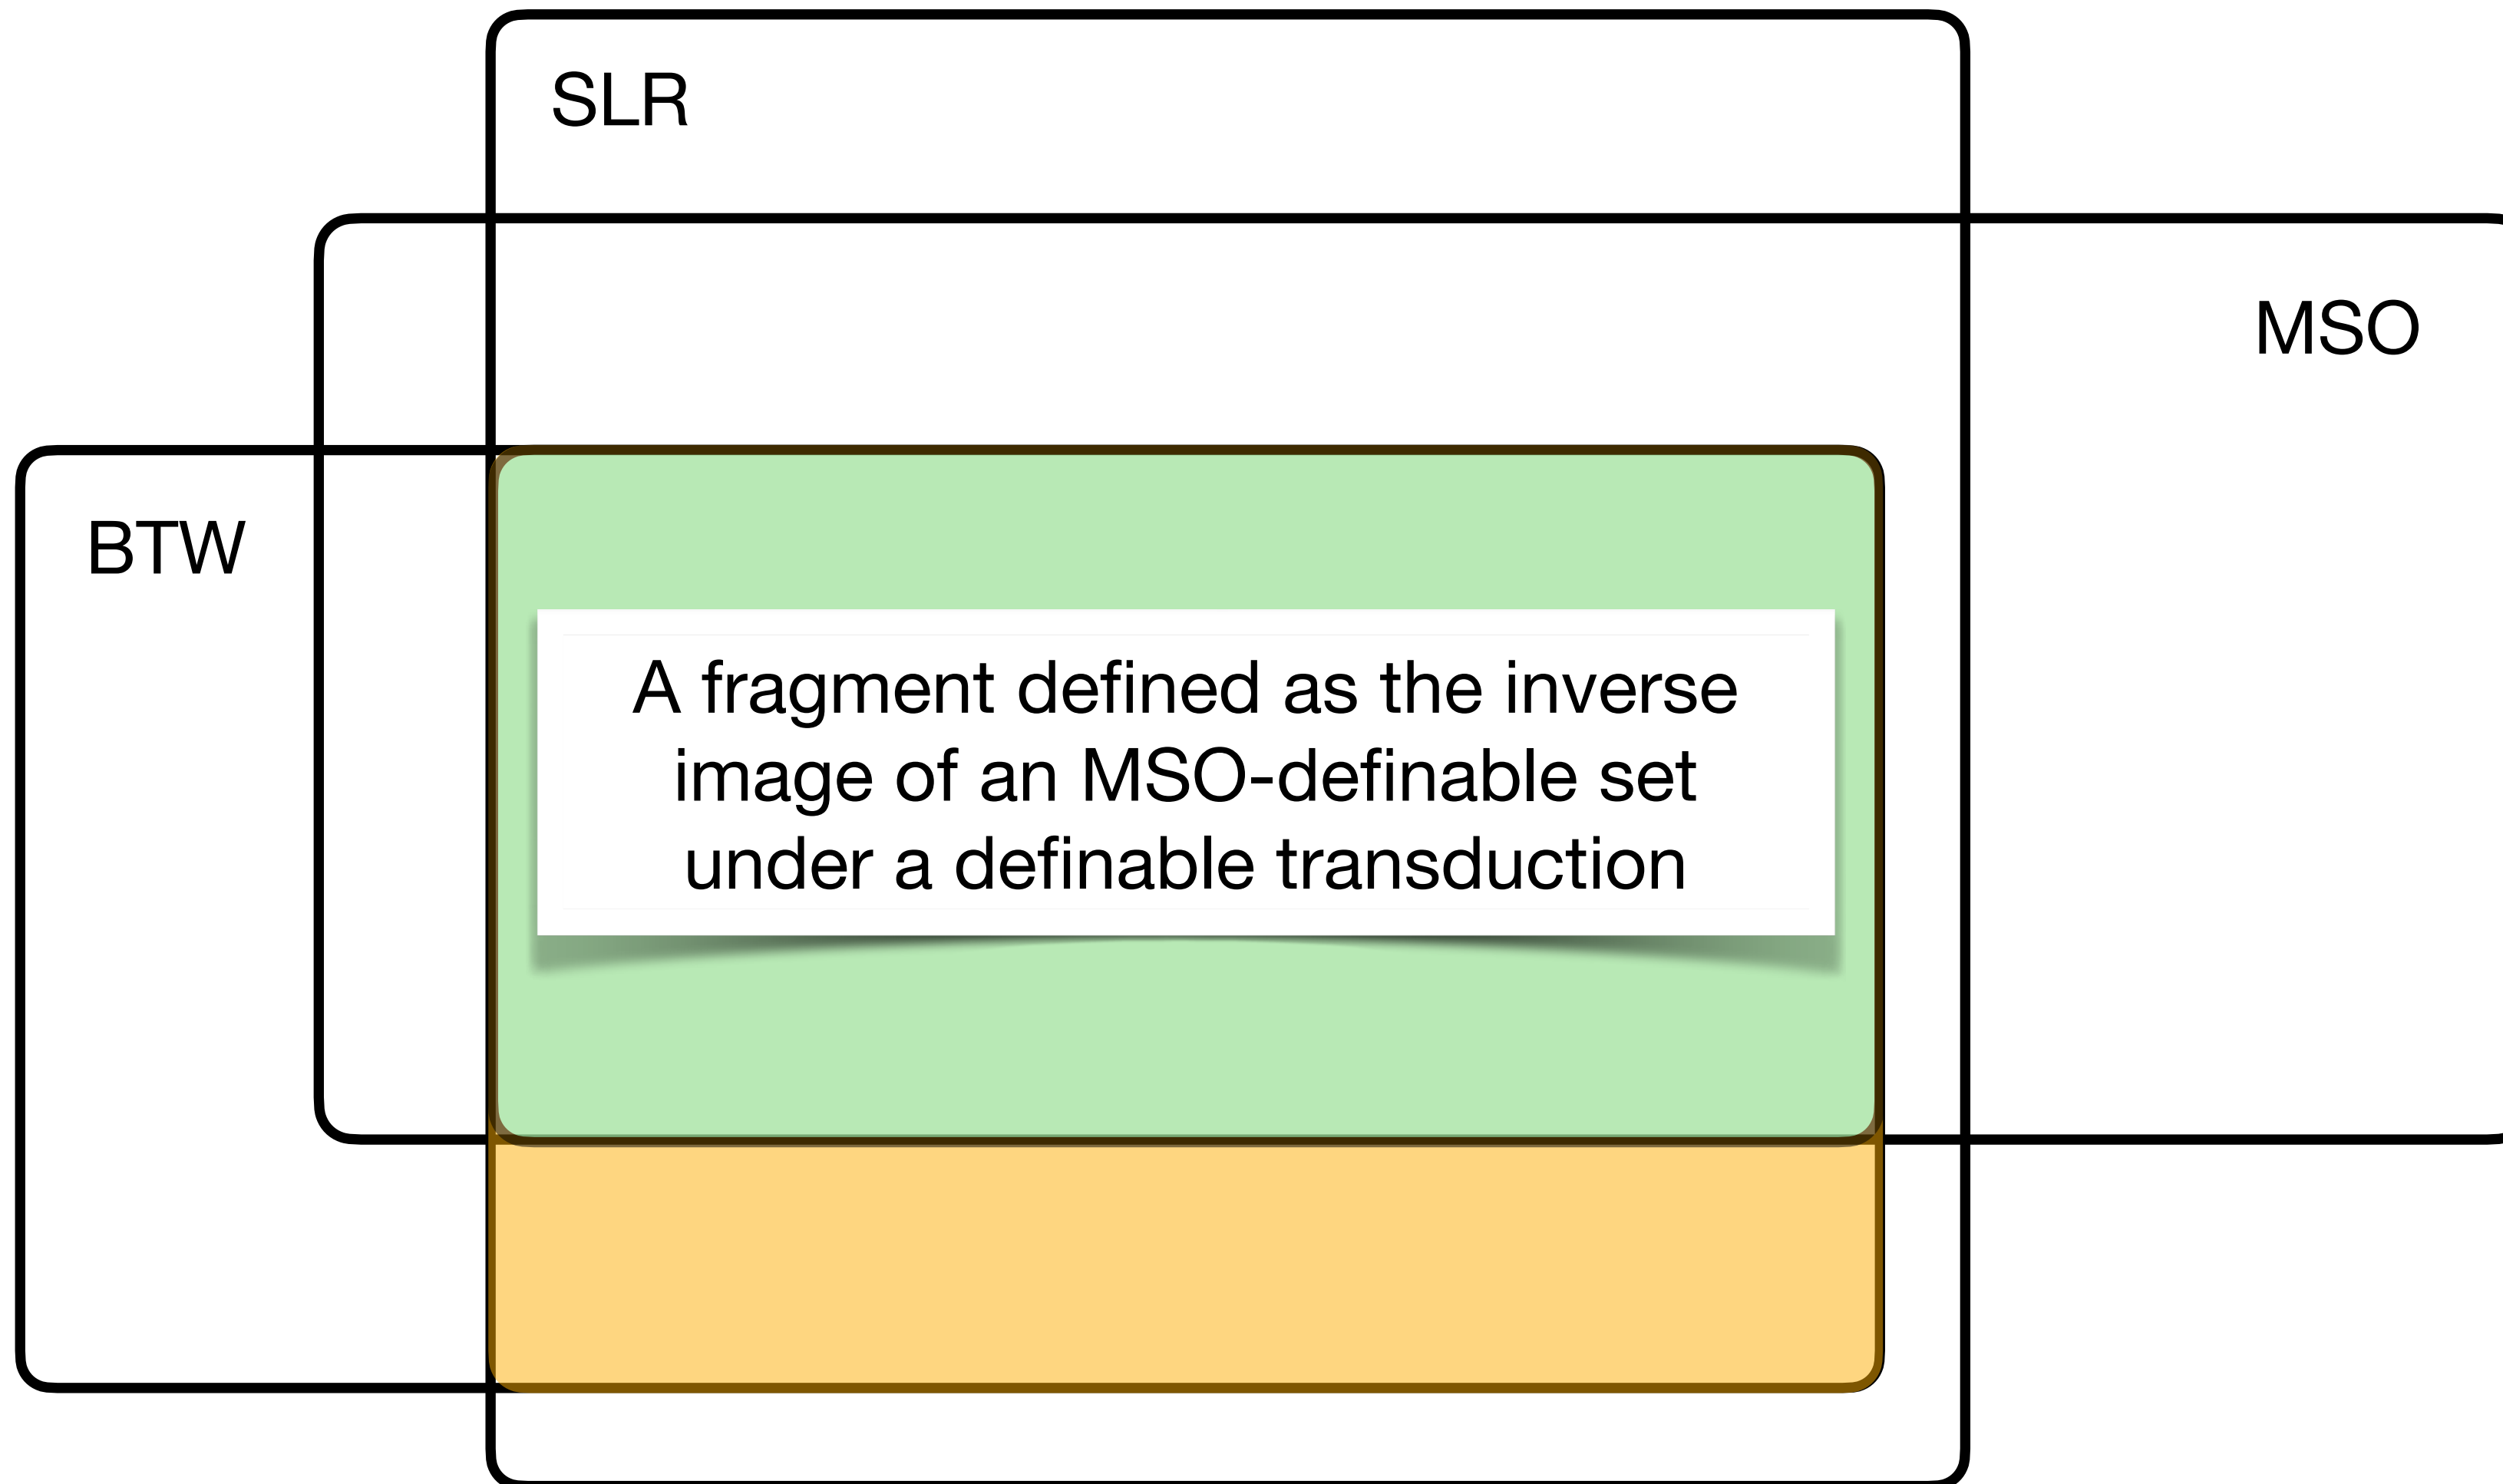 SLR
MSO
BTW
A fragment defined as the inverse
image of an MSO-definable set
under a definable transduction